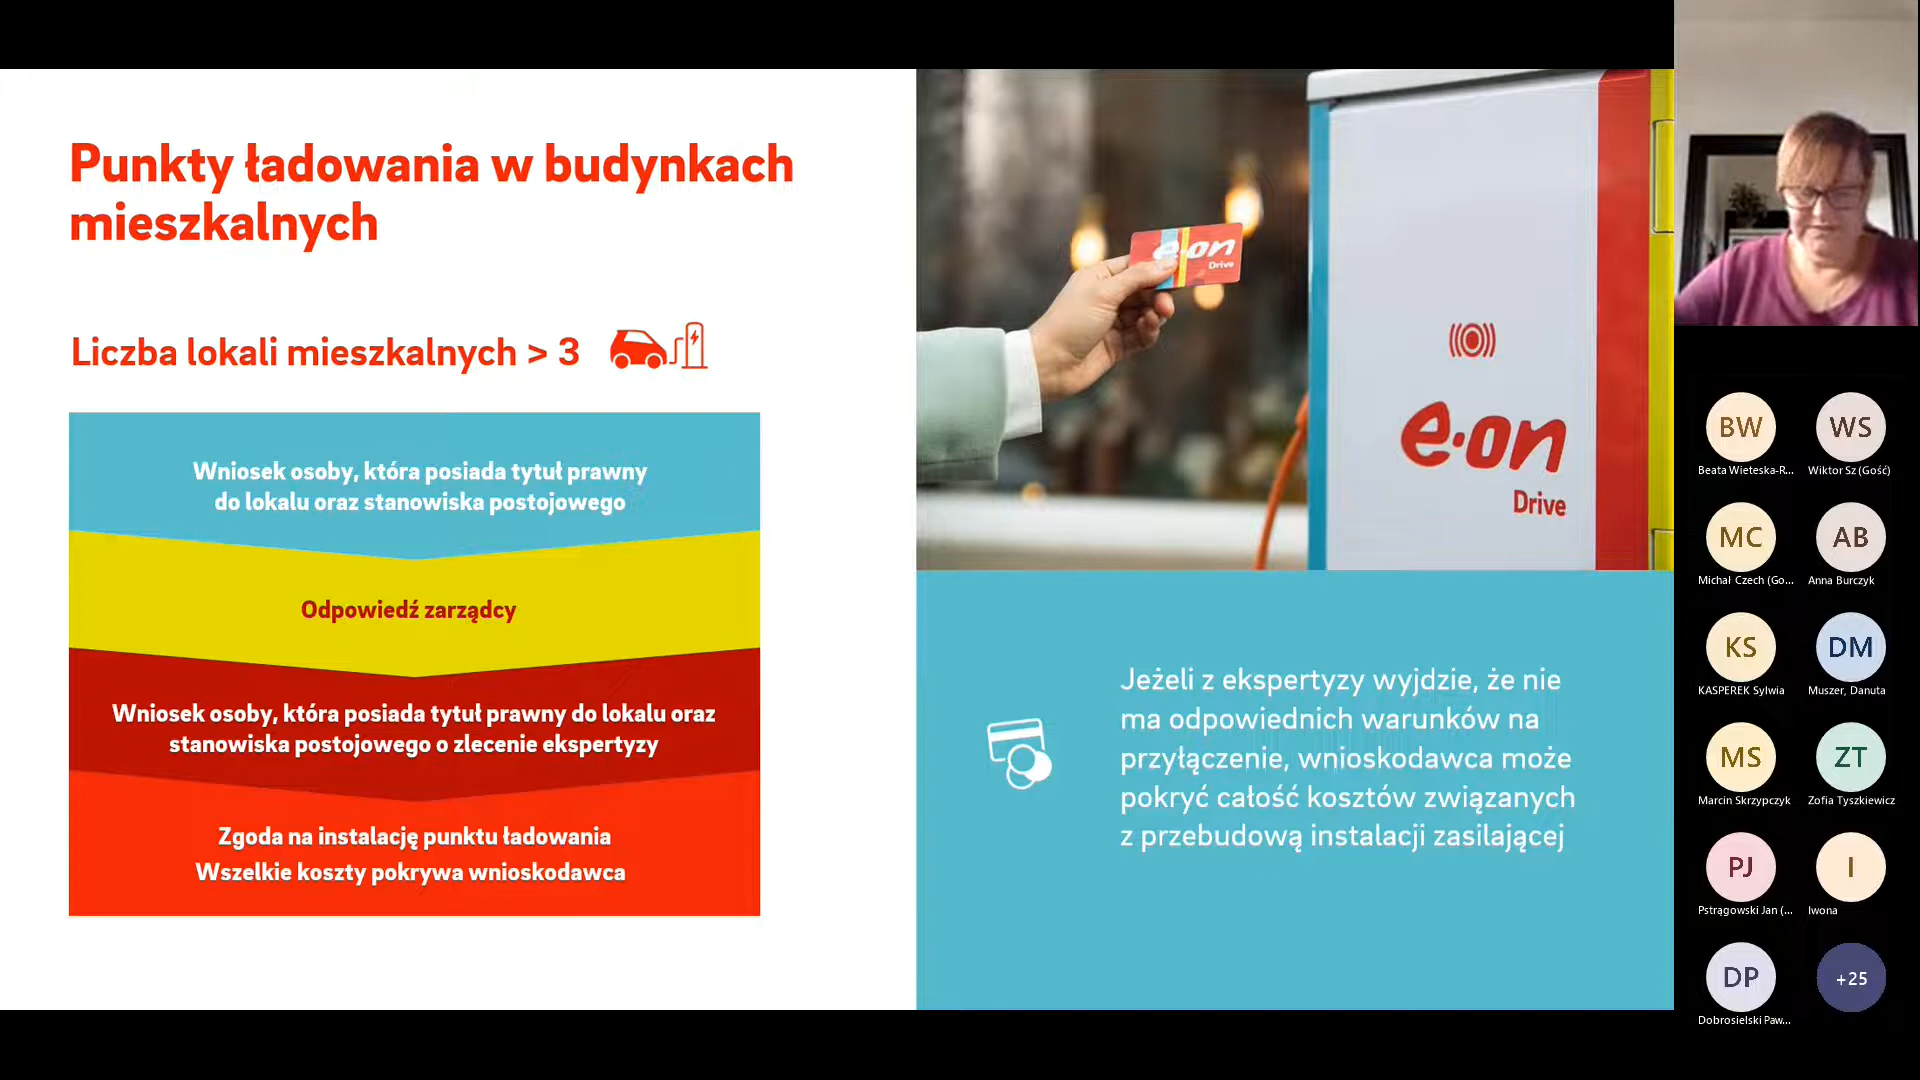 Punkty ładowania w budynkach
mieszkalnych
Liczba lokali mieszkalnych > 3
Wniosek osoby, która posiada tytuł prawny
do lokalu oraz stanowiska postojowego
Odpowiedź zarządcy
Wniosek osoby, która posiada tytuł prawny do lokalu oraz
stanowiska postojowego o zlecenie ekspertyzy
Zgoda na instalację punktu ładowania
Wszelkie koszty pokrywa wnioskodawca
e·on
Drive
e·on
Drive
Jeżeli z ekspertyzy wyjdzie, że nie
ma odpowiednich warunków na
przyłączenie, wnioskodawca może
pokryć całość kosztów związanych
z przebudową instalacji zasilającej
BW
WS
Beata Wieteska-R...
Wiktor Sz (Gość)
MC
AB
Michał Czech (Go...
Anna Burczyk
KS
DM
KASPEREK Sylwia
Muszer, Danuta
MS
ZT
Marcin Skrzypczyk
Zofia Tyszkiewicz
PJ
I
Pstrągowski Jan (...
Iwona
DP
+25
Dobrosielski Paw...